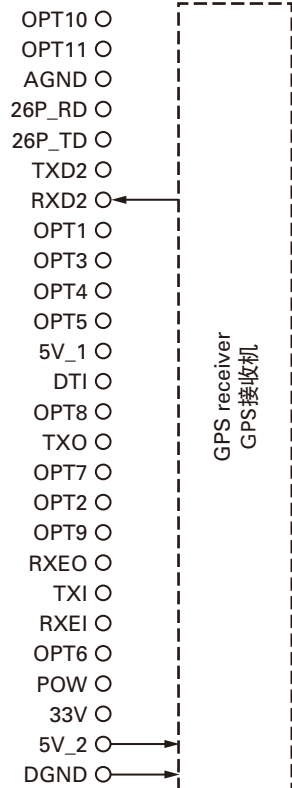 OPT10
OPT11
AGND
26P_RD
26P_TD
TXD2
RXD2
OPT1
OPT3
OPT4
OPT5
5V_1
DTI
OPT8
TXO
OPT7
OPT2
OPT9
RXEO
TXI
RXEI
OPT6
POW
33V
5V_2
DGND
GPS receiver
GPS接收机